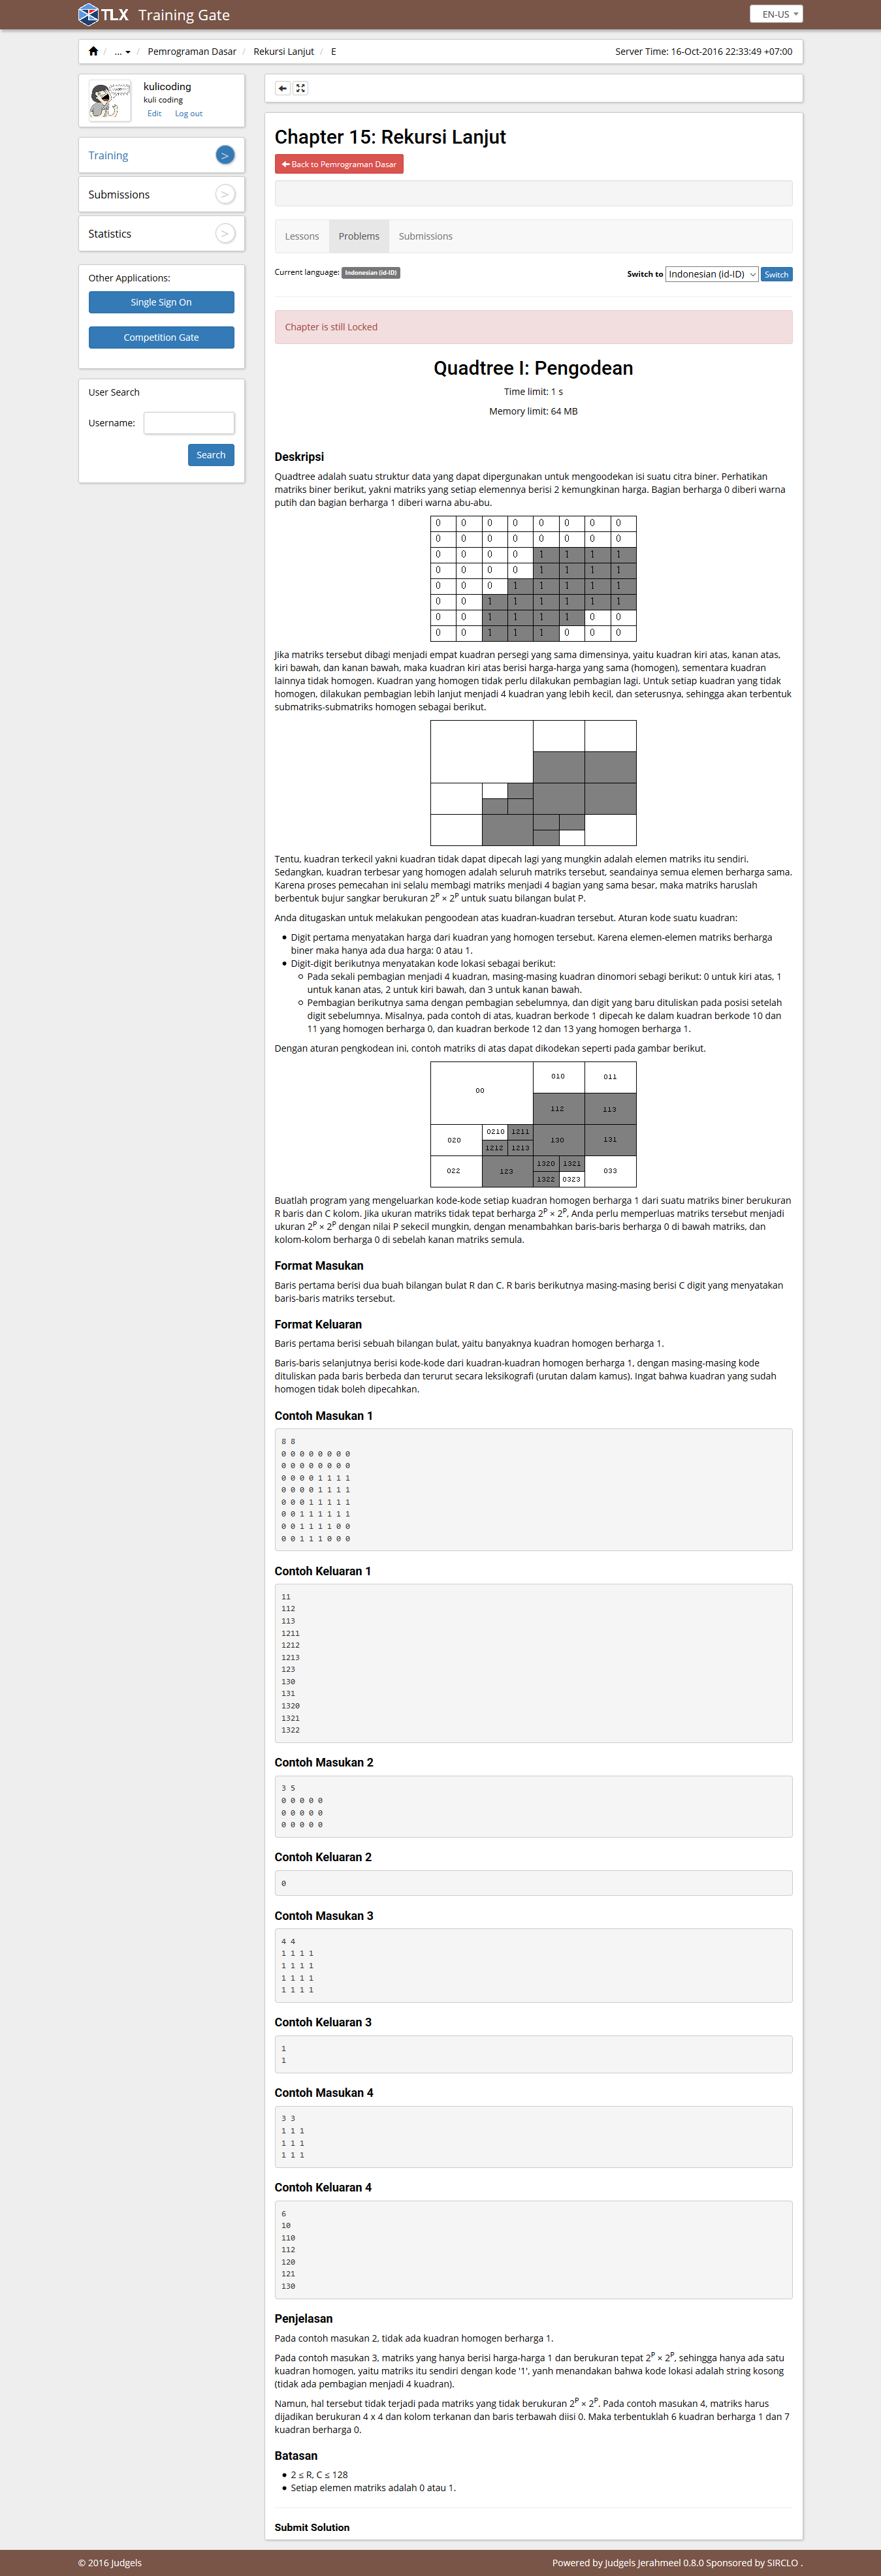 TLX Training Gate
EN-US
... Pemrograman Dasar / Rekursi Lanjut / E
Server Time: 16-Oct-2016 22:33:49 +07:00
kulicoding
kuli coding
Edit Log out
Training
Submissions
Statistics
Other Applications:
Single Sign On
Competition Gate
User Search
Username:
Search
Chapter 15: Rekursi Lanjut
Back to Pemrograman Dasar
Lessons Problems Submissions
Current language: Indonesian (id-ID)
Switch to Indonesian (id-ID) Switch
Chapter is still Locked
Quadtree I: Pengodean
Time limit: 1 s
Memory limit: 64 MB
Deskripsi
Quadtree adalah suatu struktur data yang dapat dipergunakan untuk mengoodekan isi suatu citra biner. Perhatikan
matriks biner berikut, yakni matriks yang setiap elemennya berisi 2 kemungkinan harga. Bagian berharga 0 diberi warna
putih dan bagian berharga 1 diberi warna abu-abu.
0 0 0 0 0 0 0 0
0 0 0 0 0 0 0 0
0 0 0 0 1 1 1 1
0 0 0 0 1 1 1 1
0 0 0 1 1 1 1 1
0 0 1 1 1 1 1 1
0 0 1 1 1 1 0 0
0 0 1 1 1 0 0 0
Jika matriks tersebut dibagi menjadi empat kuadran persegi yang sama dimensinya, yaitu kuadran kiri atas, kanan atas,
kiri bawah, dan kanan bawah, maka kuadran kiri atas berisi harga-harga yang sama (homogen), sementara kuadran
lainnya tidak homogen. Kuadran yang homogen tidak perlu dilakukan pembagian lagi. Untuk setiap kuadran yang tidak
homogen, dilakukan pembagian lebih lanjut menjadi 4 kuadran yang lebih kecil, dan seterusnya, sehingga akan terbentuk
submatriks-submatriks homogen sebagai berikut.
Tentu, kuadran terkecil yakni kuadran tidak dapat dipecah lagi yang mungkin adalah elemen matriks itu sendiri.
Sedangkan, kuadran terbesar yang homogen adalah seluruh matriks tersebut, seandainya semua elemen berharga sama.
Karena proses pemecahan ini selalu membagi matriks menjadi 4 bagian yang sama besar, maka matriks haruslah
berbentuk bujur sangkar berukuran 2^P × 2^P untuk suatu bilangan bulat P.
Anda ditugaskan untuk melakukan pengoodean atas kuadran-kuadran tersebut. Aturan kode suatu kuadran:
Digit pertama menyatakan harga dari kuadran yang homogen tersebut. Karena elemen-elemen matriks berharga
biner maka hanya ada dua harga: 0 atau 1.
Digit-digit berikutnya menyatakan kode lokasi sebagai berikut:
Pada sekali pembagian menjadi 4 kuadran, masing-masing kuadran dinomori sebagi berikut: 0 untuk kiri atas, 1
untuk kanan atas, 2 untuk kiri bawah, dan 3 untuk kanan bawah.
Pembagian berikutnya sama dengan pembagian sebelumnya, dan digit yang baru dituliskan pada posisi setelah
digit sebelumnya. Misalnya, pada contoh di atas, kuadran berkode 1 dipecah ke dalam kuadran berkode 10 dan
11 yang homogen berharga 0, dan kuadran berkode 12 dan 13 yang homogen berharga 1.
Dengan aturan pengkodean ini, contoh matriks di atas dapat dikodekan seperti pada gambar berikut.
00 010 011
112 113
020 0210 1211 130 131
1212 1213
022 123 1320 1321 033
1322 0323
Buatlah program yang mengeluarkan kode-kode setiap kuadran homogen berharga 1 dari suatu matriks biner berukuran
R baris dan C kolom. Jika ukuran matriks tidak tepat berharga 2^P × 2^P, Anda perlu memperluas matriks tersebut menjadi
ukuran 2^P × 2^P dengan nilai P sekecil mungkin, dengan menambahkan baris-baris berharga 0 di bawah matriks, dan
kolom-kolom berharga 0 di sebelah kanan matriks semula.
Format Masukan
Baris pertama berisi dua buah bilangan bulat R dan C. R baris berikutnya masing-masing berisi C digit yang menyatakan
baris-baris matriks tersebut.
Format Keluaran
Baris pertama berisi sebuah bilangan bulat, yaitu banyaknya kuadran homogen berharga 1.
Baris-baris selanjutnya berisi kode-kode dari kuadran-kuadran homogen berharga 1, dengan masing-masing kode
dituliskan pada baris berbeda dan terurut secara leksikografi (urutan dalam kamus). Ingat bahwa kuadran yang sudah
homogen tidak boleh dipecahkan.
Contoh Masukan 1
8 8
0 0 0 0 0 0 0 0
0 0 0 0 0 0 0 0
0 0 0 0 1 1 1 1
0 0 0 0 1 1 1 1
0 0 0 1 1 1 1 1
0 0 1 1 1 1 1 1
0 0 1 1 1 1 0 0
0 0 1 1 1 0 0 0
Contoh Keluaran 1
11
112
113
1211
1212
1213
123
130
131
1320
1321
1322
Contoh Masukan 2
3 5
0 0 0 0 0
0 0 0 0 0
0 0 0 0 0
Contoh Keluaran 2
0
Contoh Masukan 3
4 4
1 1 1 1
1 1 1 1
1 1 1 1
1 1 1 1
Contoh Keluaran 3
1
1
Contoh Masukan 4
3 3
1 1 1
1 1 1
1 1 1
Contoh Keluaran 4
6
10
110
112
120
121
130
Penjelasan
Pada contoh masukan 2, tidak ada kuadran homogen berharga 1.
Pada contoh masukan 3, matriks yang hanya berisi harga-harga 1 dan berukuran tepat 2^P × 2^P, sehingga hanya ada satu
kuadran homogen, yaitu matriks itu sendiri dengan kode '1', yanh menandakan bahwa kode lokasi adalah string kosong
(tidak ada pembagian menjadi 4 kuadran).
Namun, hal tersebut tidak terjadi pada matriks yang tidak berukuran 2^P × 2^P. Pada contoh masukan 4, matriks harus
dijadikan berukuran 4 x 4 dan kolom terkanan dan baris terbawah diisi 0. Maka terbentuklah 6 kuadran berharga 1 dan 7
kuadran berharga 0.
Batasan
2 ≤ R, C ≤ 128
Setiap elemen matriks adalah 0 atau 1.
Submit Solution
© 2016 Judgels
Powered by Judgels Jerahmeel 0.8.0 Sponsored by SIRCLO .